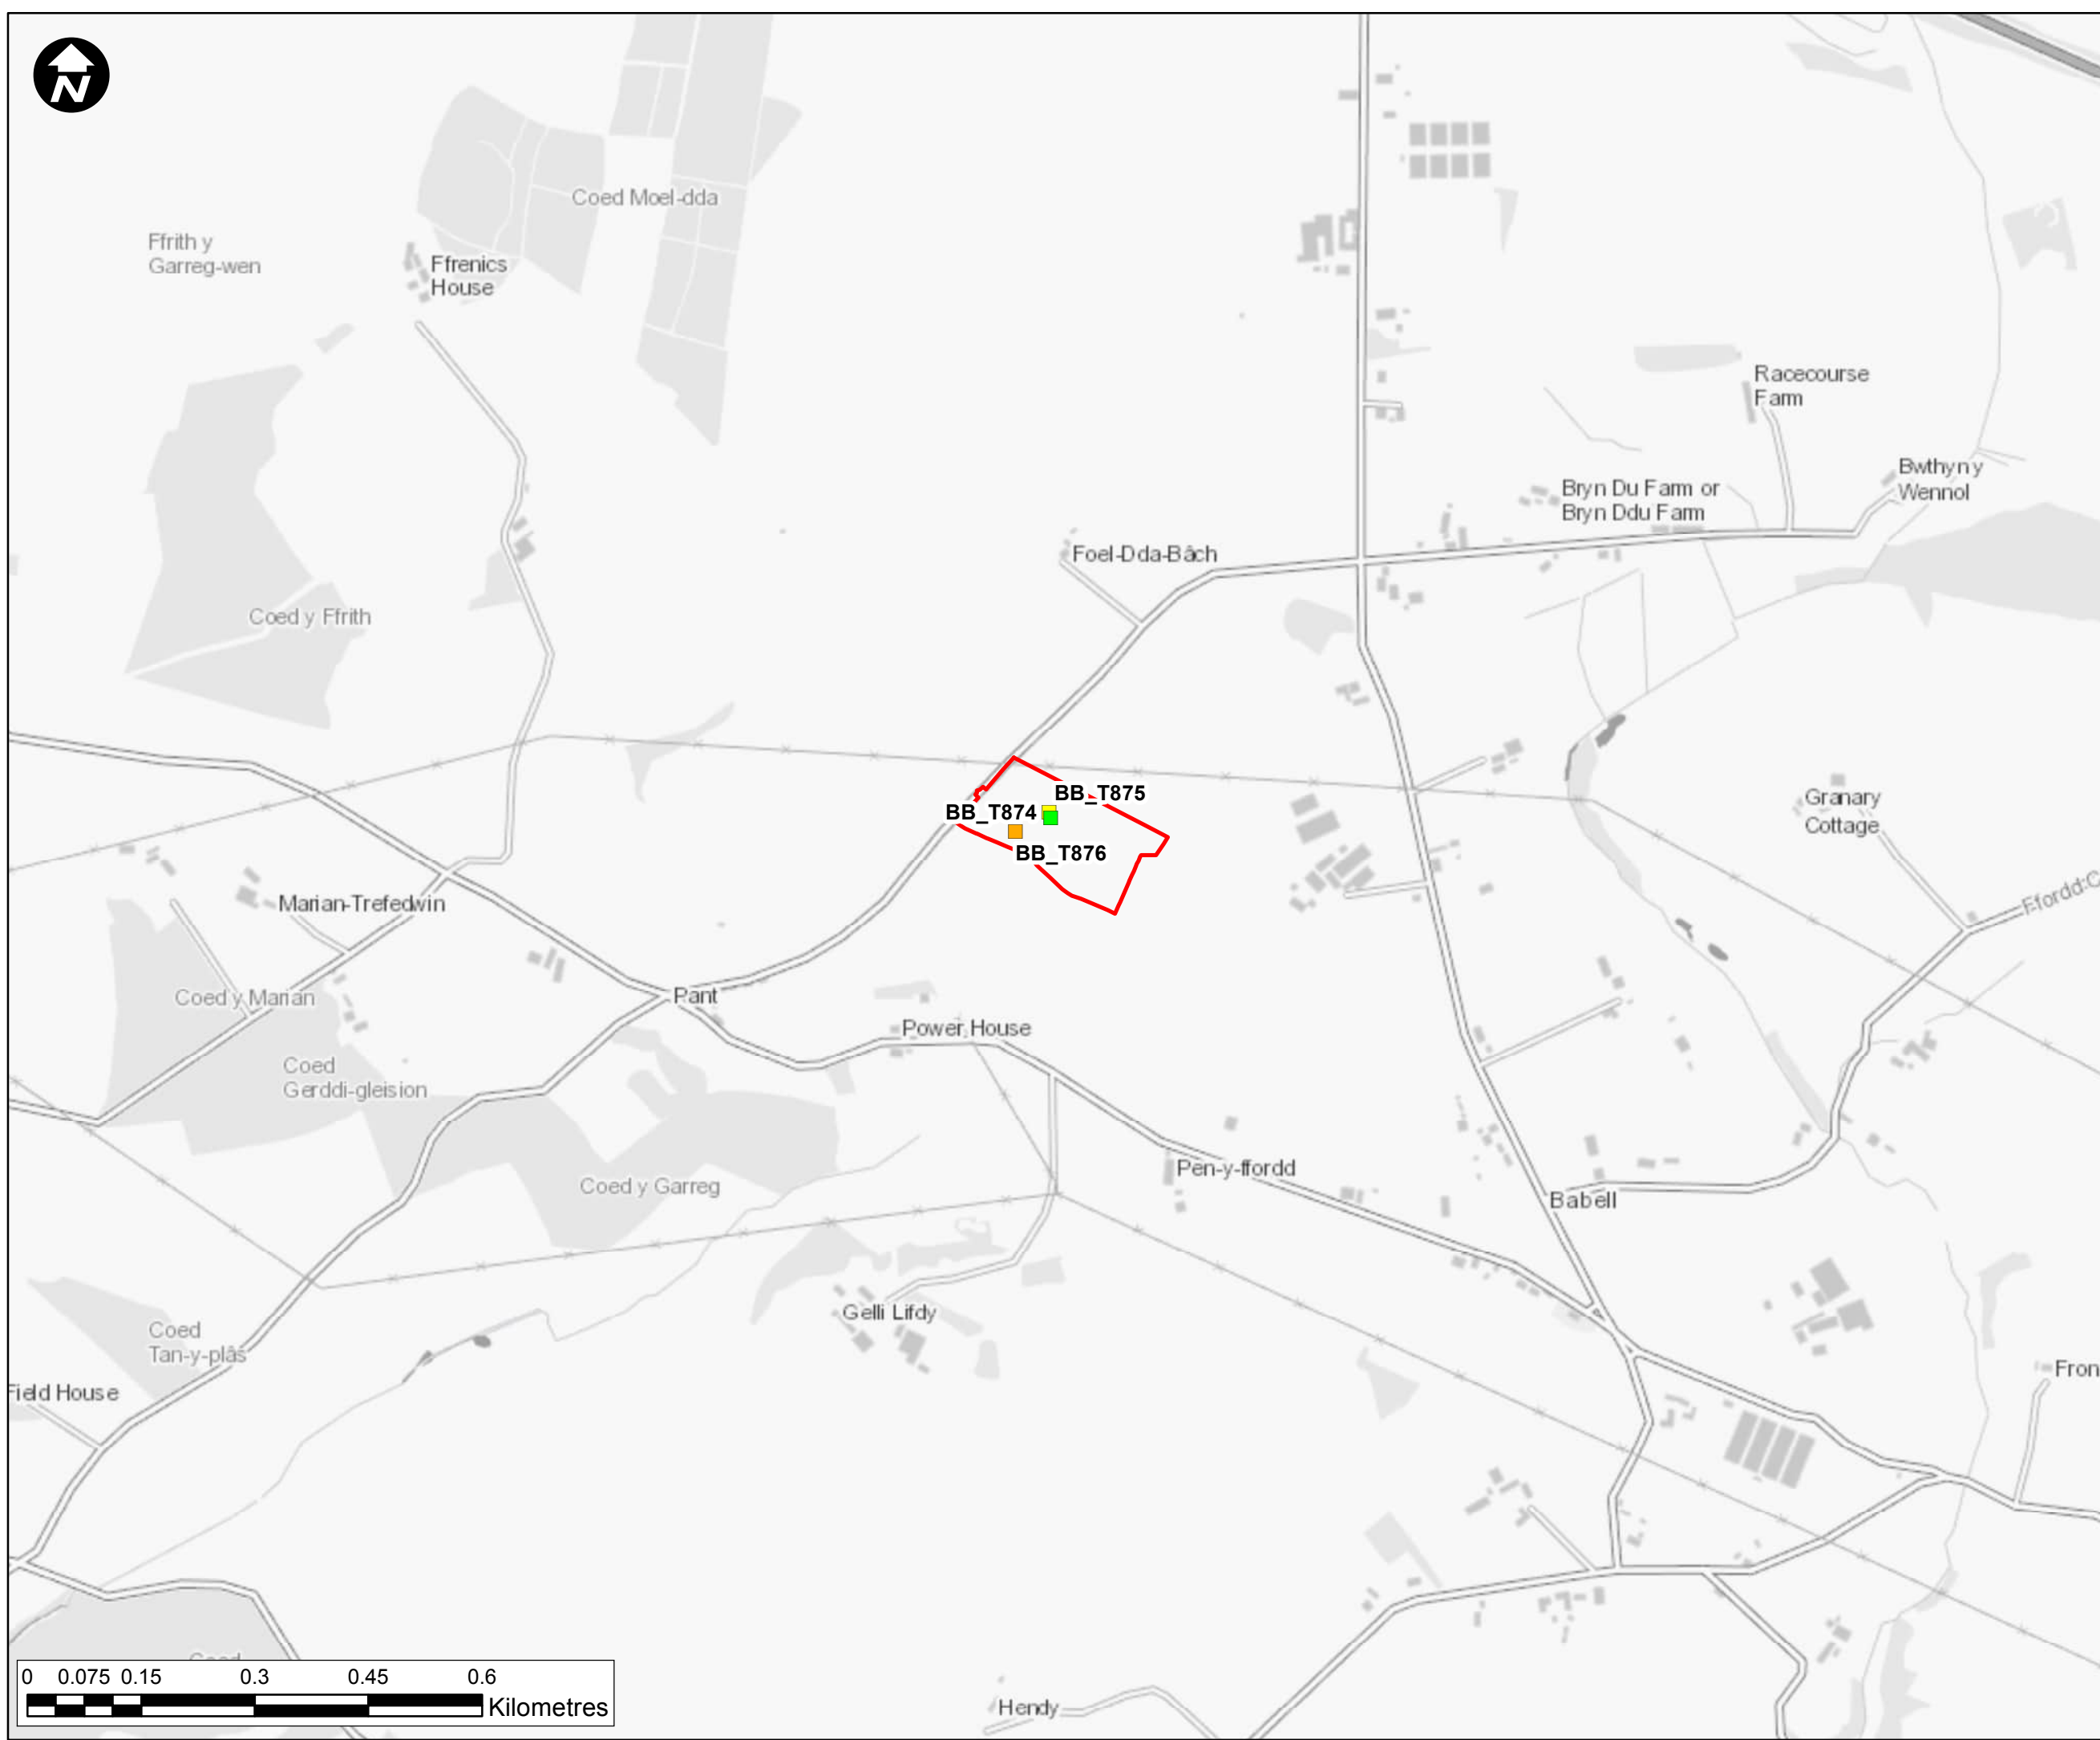 N
Coed Moel-dda
Ffrith y
Garreg-wen
Ffrenics
House
Racecourse
Farm
Bwthyn y
Wennol
Bryn Du Farm or
Bryn Ddu Farm
Foel-Dda-Bâch
Coed y Ffrith
BB_T875
BB_T874
BB_T876
Granary
Cottage
Marian-Trefedwin
Ffordd:C
Coed y Marian
Pant
Power House
Coed
Gerddi-gleision
Pen-y-ffordd
Coed y Garreg
Babell
Gelli Lifdy
Coed
Tan-y-plâs
Field House
Fron
Coed
0 0.075 0.15 0.3 0.45 0.6
Kilometres
Hendy